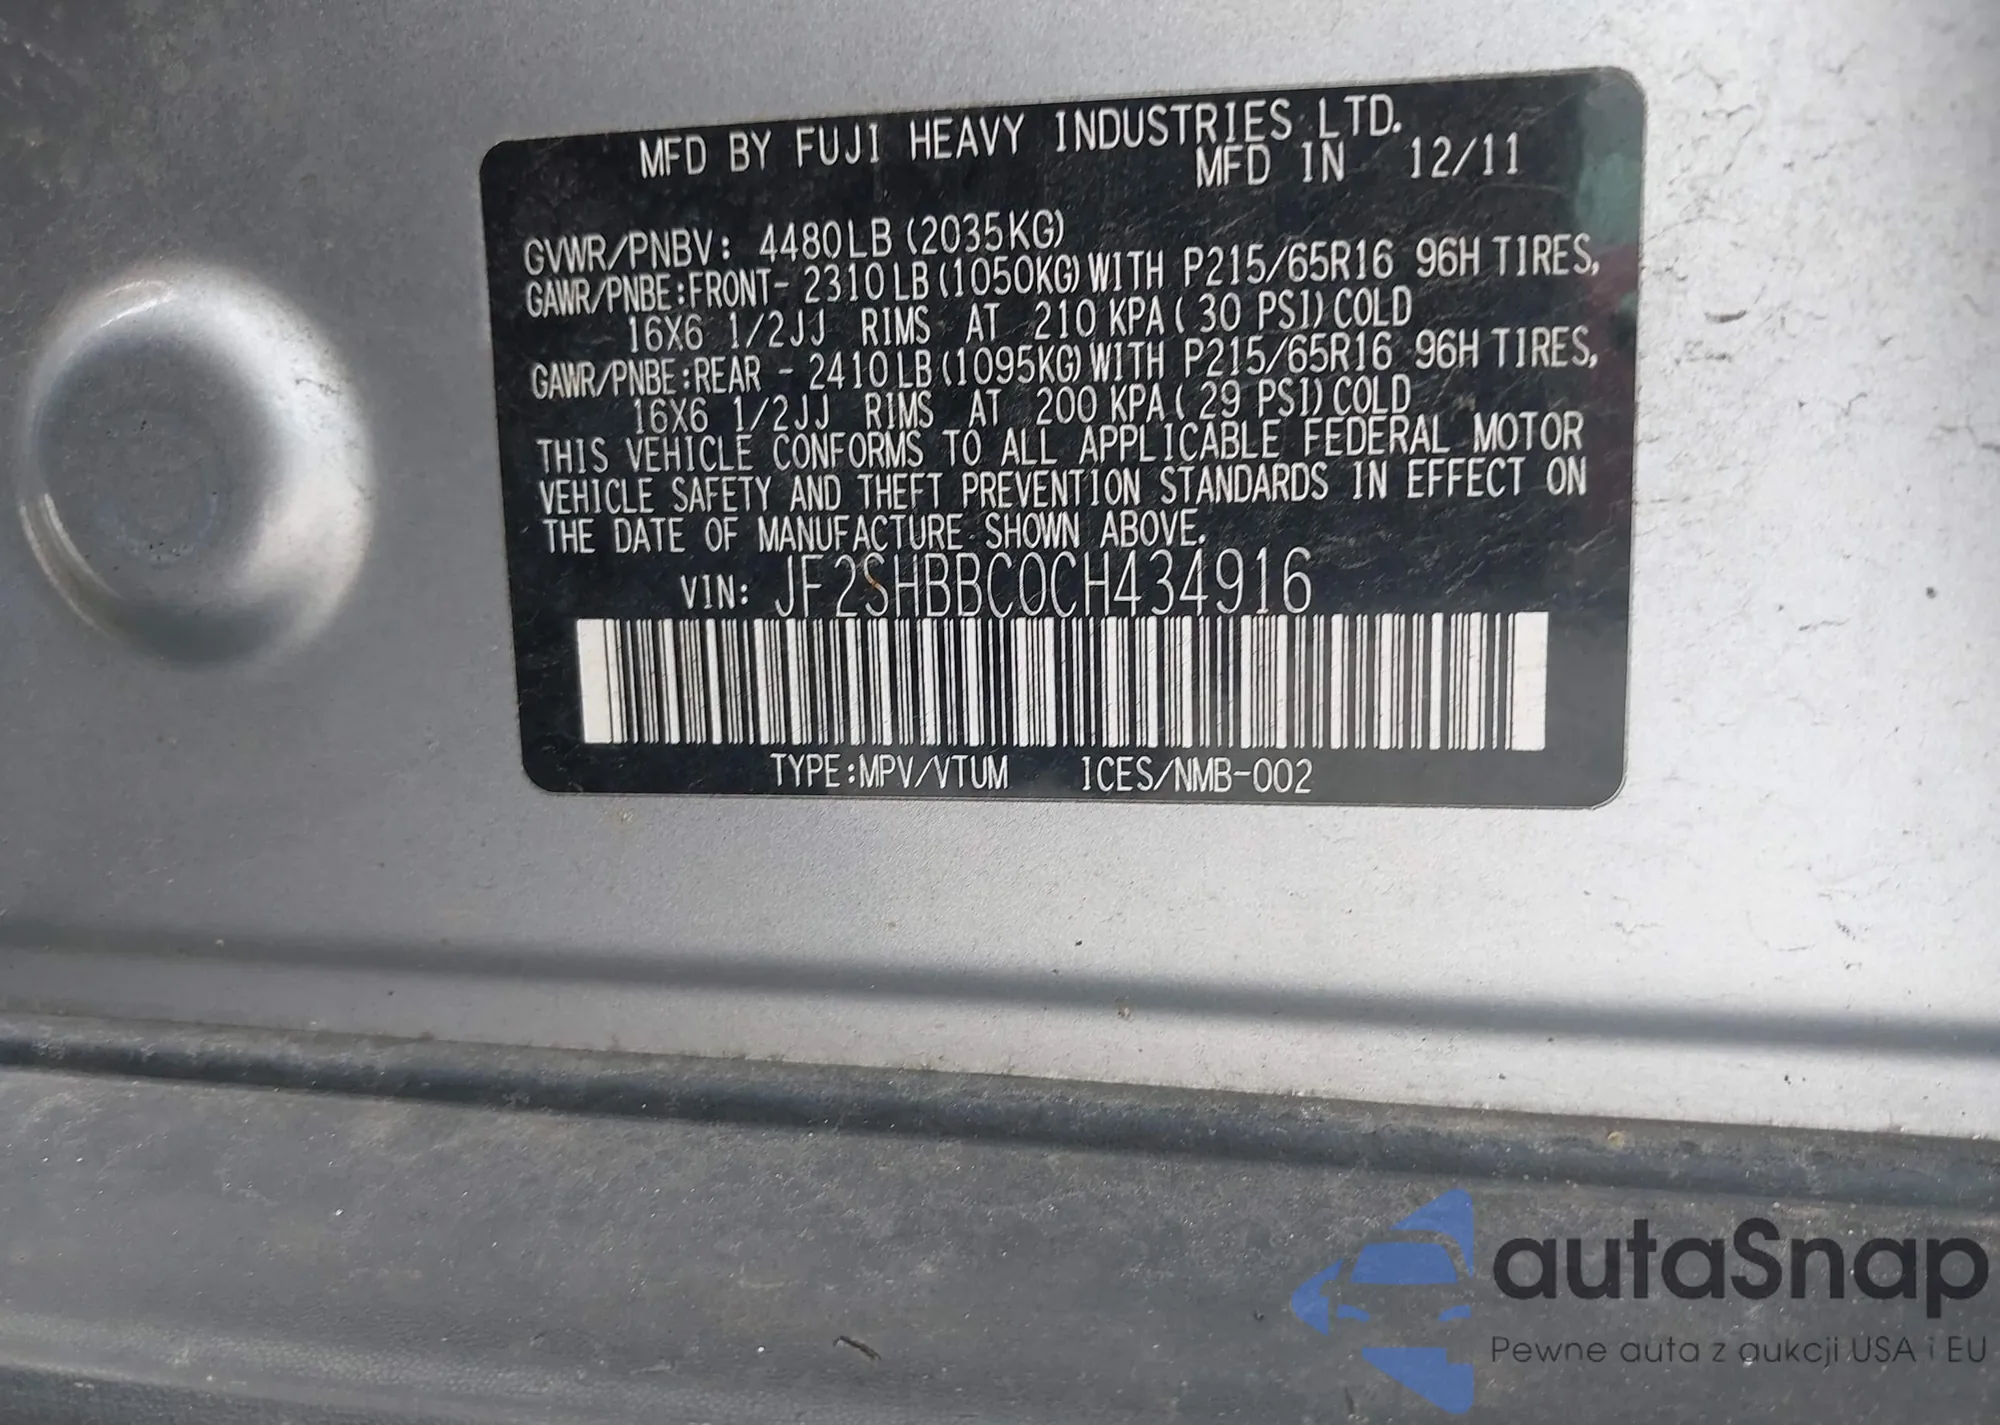 MFD BY FUJI HEAVY INDUSTRIES LTD.
MFD IN 12/11
GVWR/PNBV: 4480LB (2035KG)
GAWR/PNBE:FRONT- 2310LB (1050KG) WITH P215/65R16 96H TIRES,
16X6 1/2JJ RIMS AT 210 KPA( 30 PSI) COLD
GAWR/PNBE:REAR - 2410LB (1095KG) WITH P215/65R16 96H TIRES,
16X6 1/2JJ RIMS AT 200 KPA( 29 PSI) COLD
THIS VEHICLE CONFORMS TO ALL APPLICABLE FEDERAL MOTOR
VEHICLE SAFETY AND THEFT PREVENTION STANDARDS IN EFFECT ON
THE DATE OF MANUFACTURE SHOWN ABOVE.
VIN: JF2SHBBC0CH434916
TYPE:MPV/VTUM ICES/NMB-002
autaSnap
Pewne auta z aukcji USA i EU